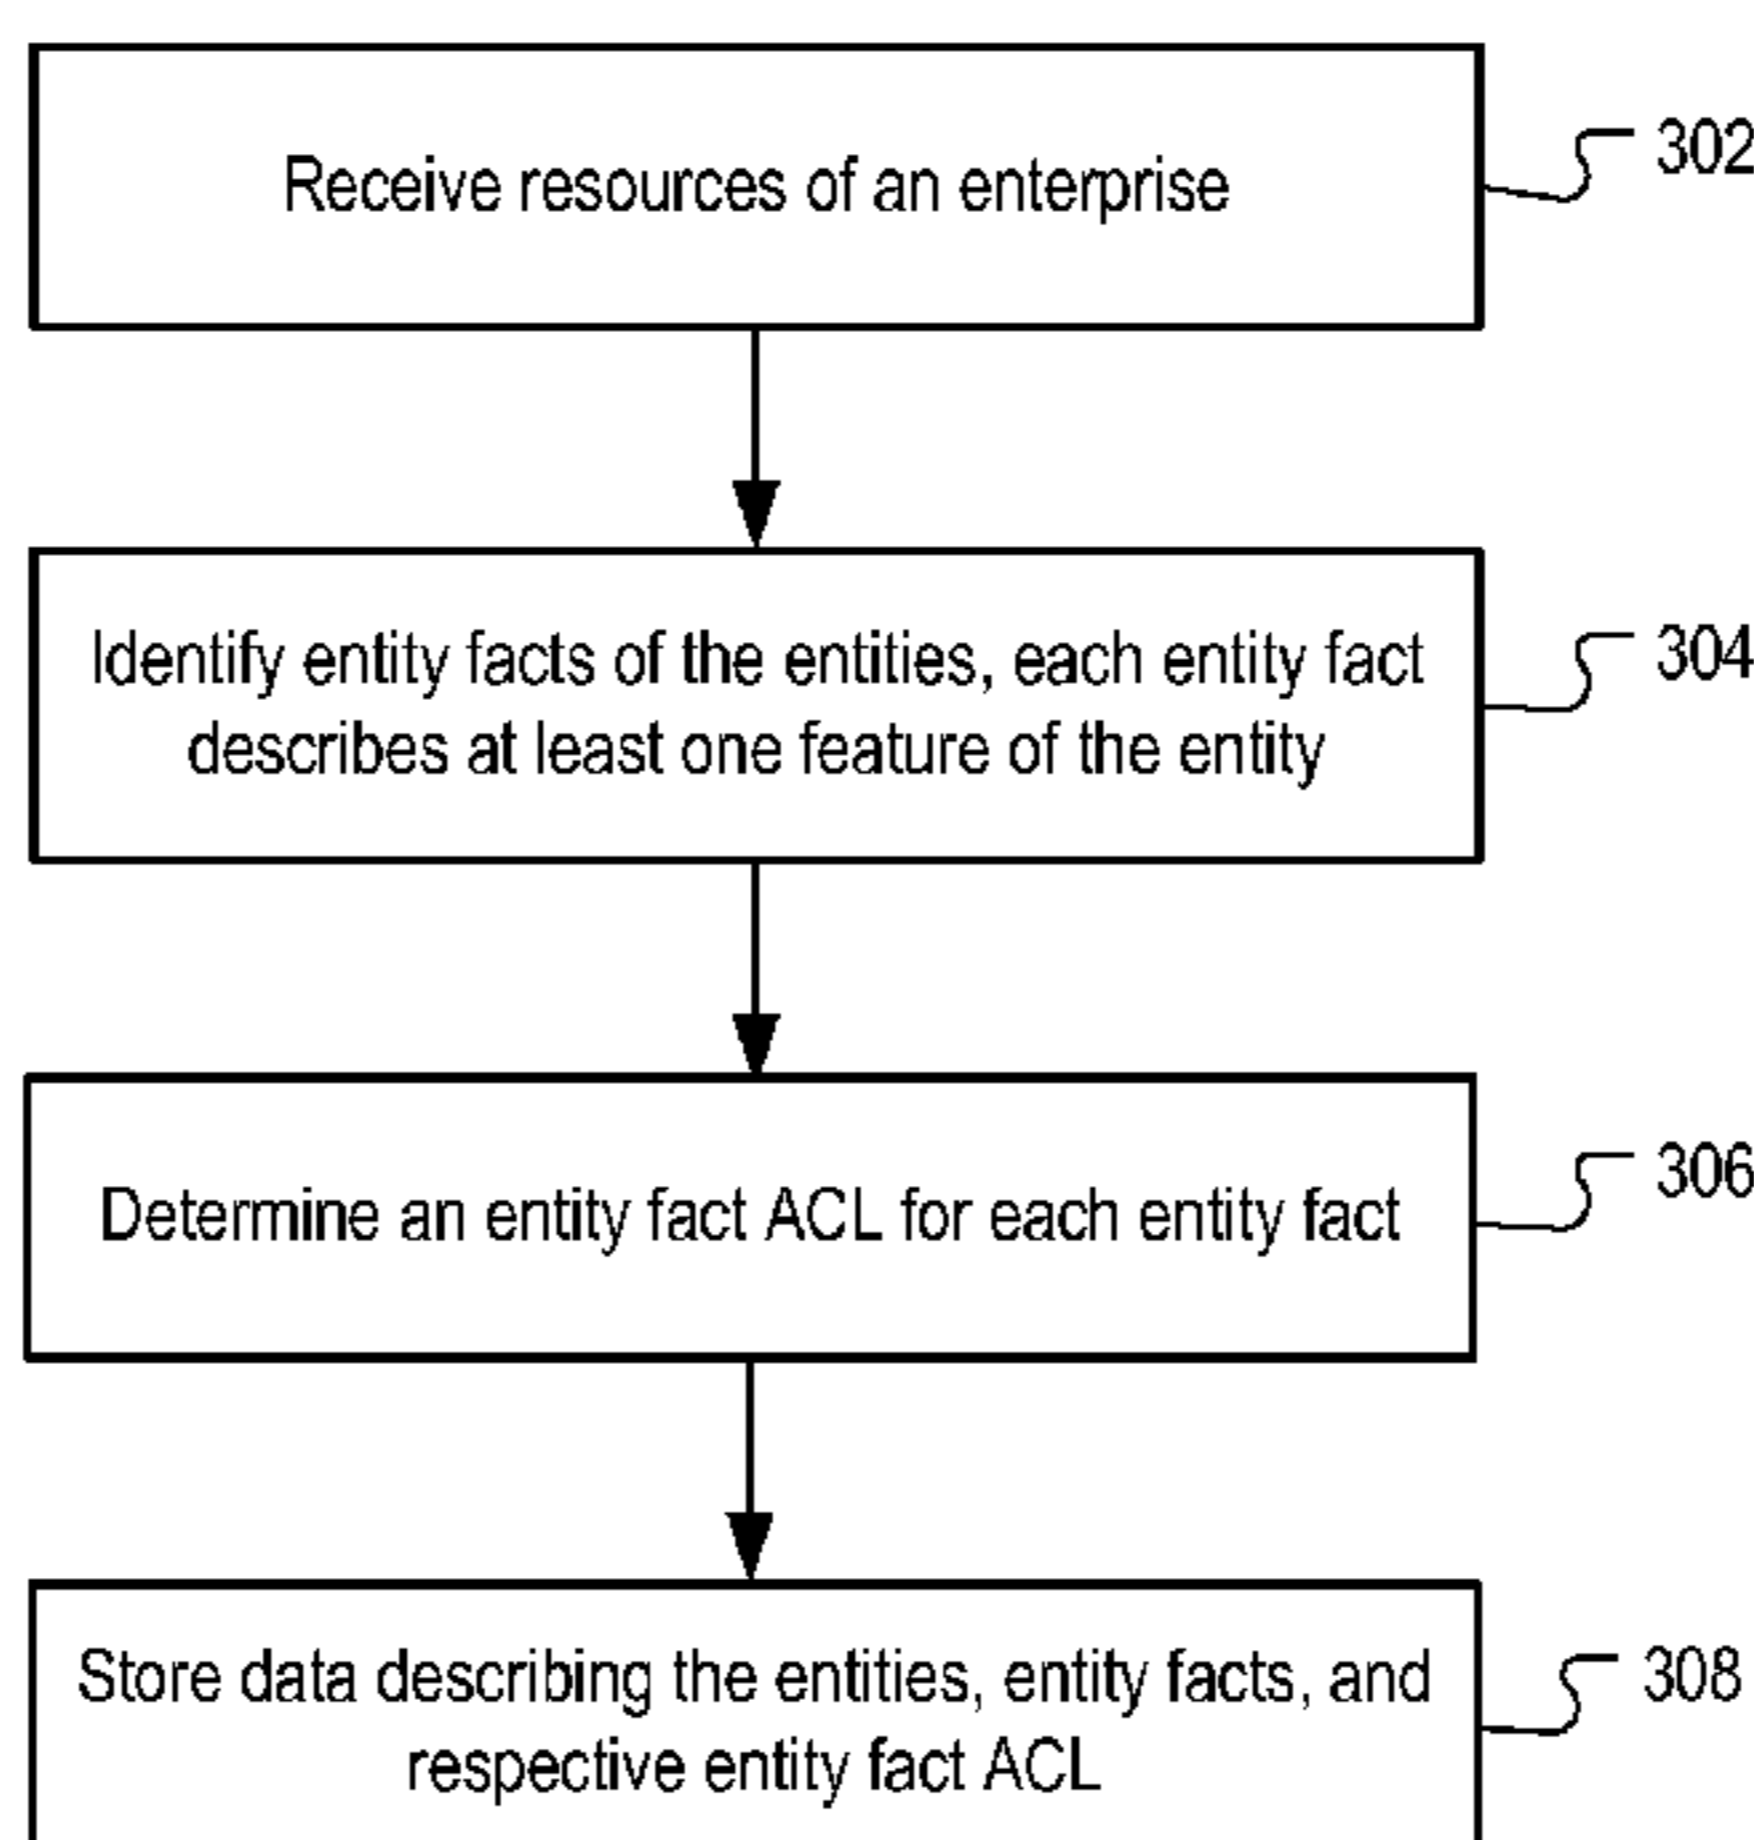 Receive resources of an enterprise
302
Identify entity facts of the entities, each entity fact
describes at least one feature of the entity
304
Determine an entity fact ACL for each entity fact
306
Store data describing the entities, entity facts, and
respective entity fact ACL
308